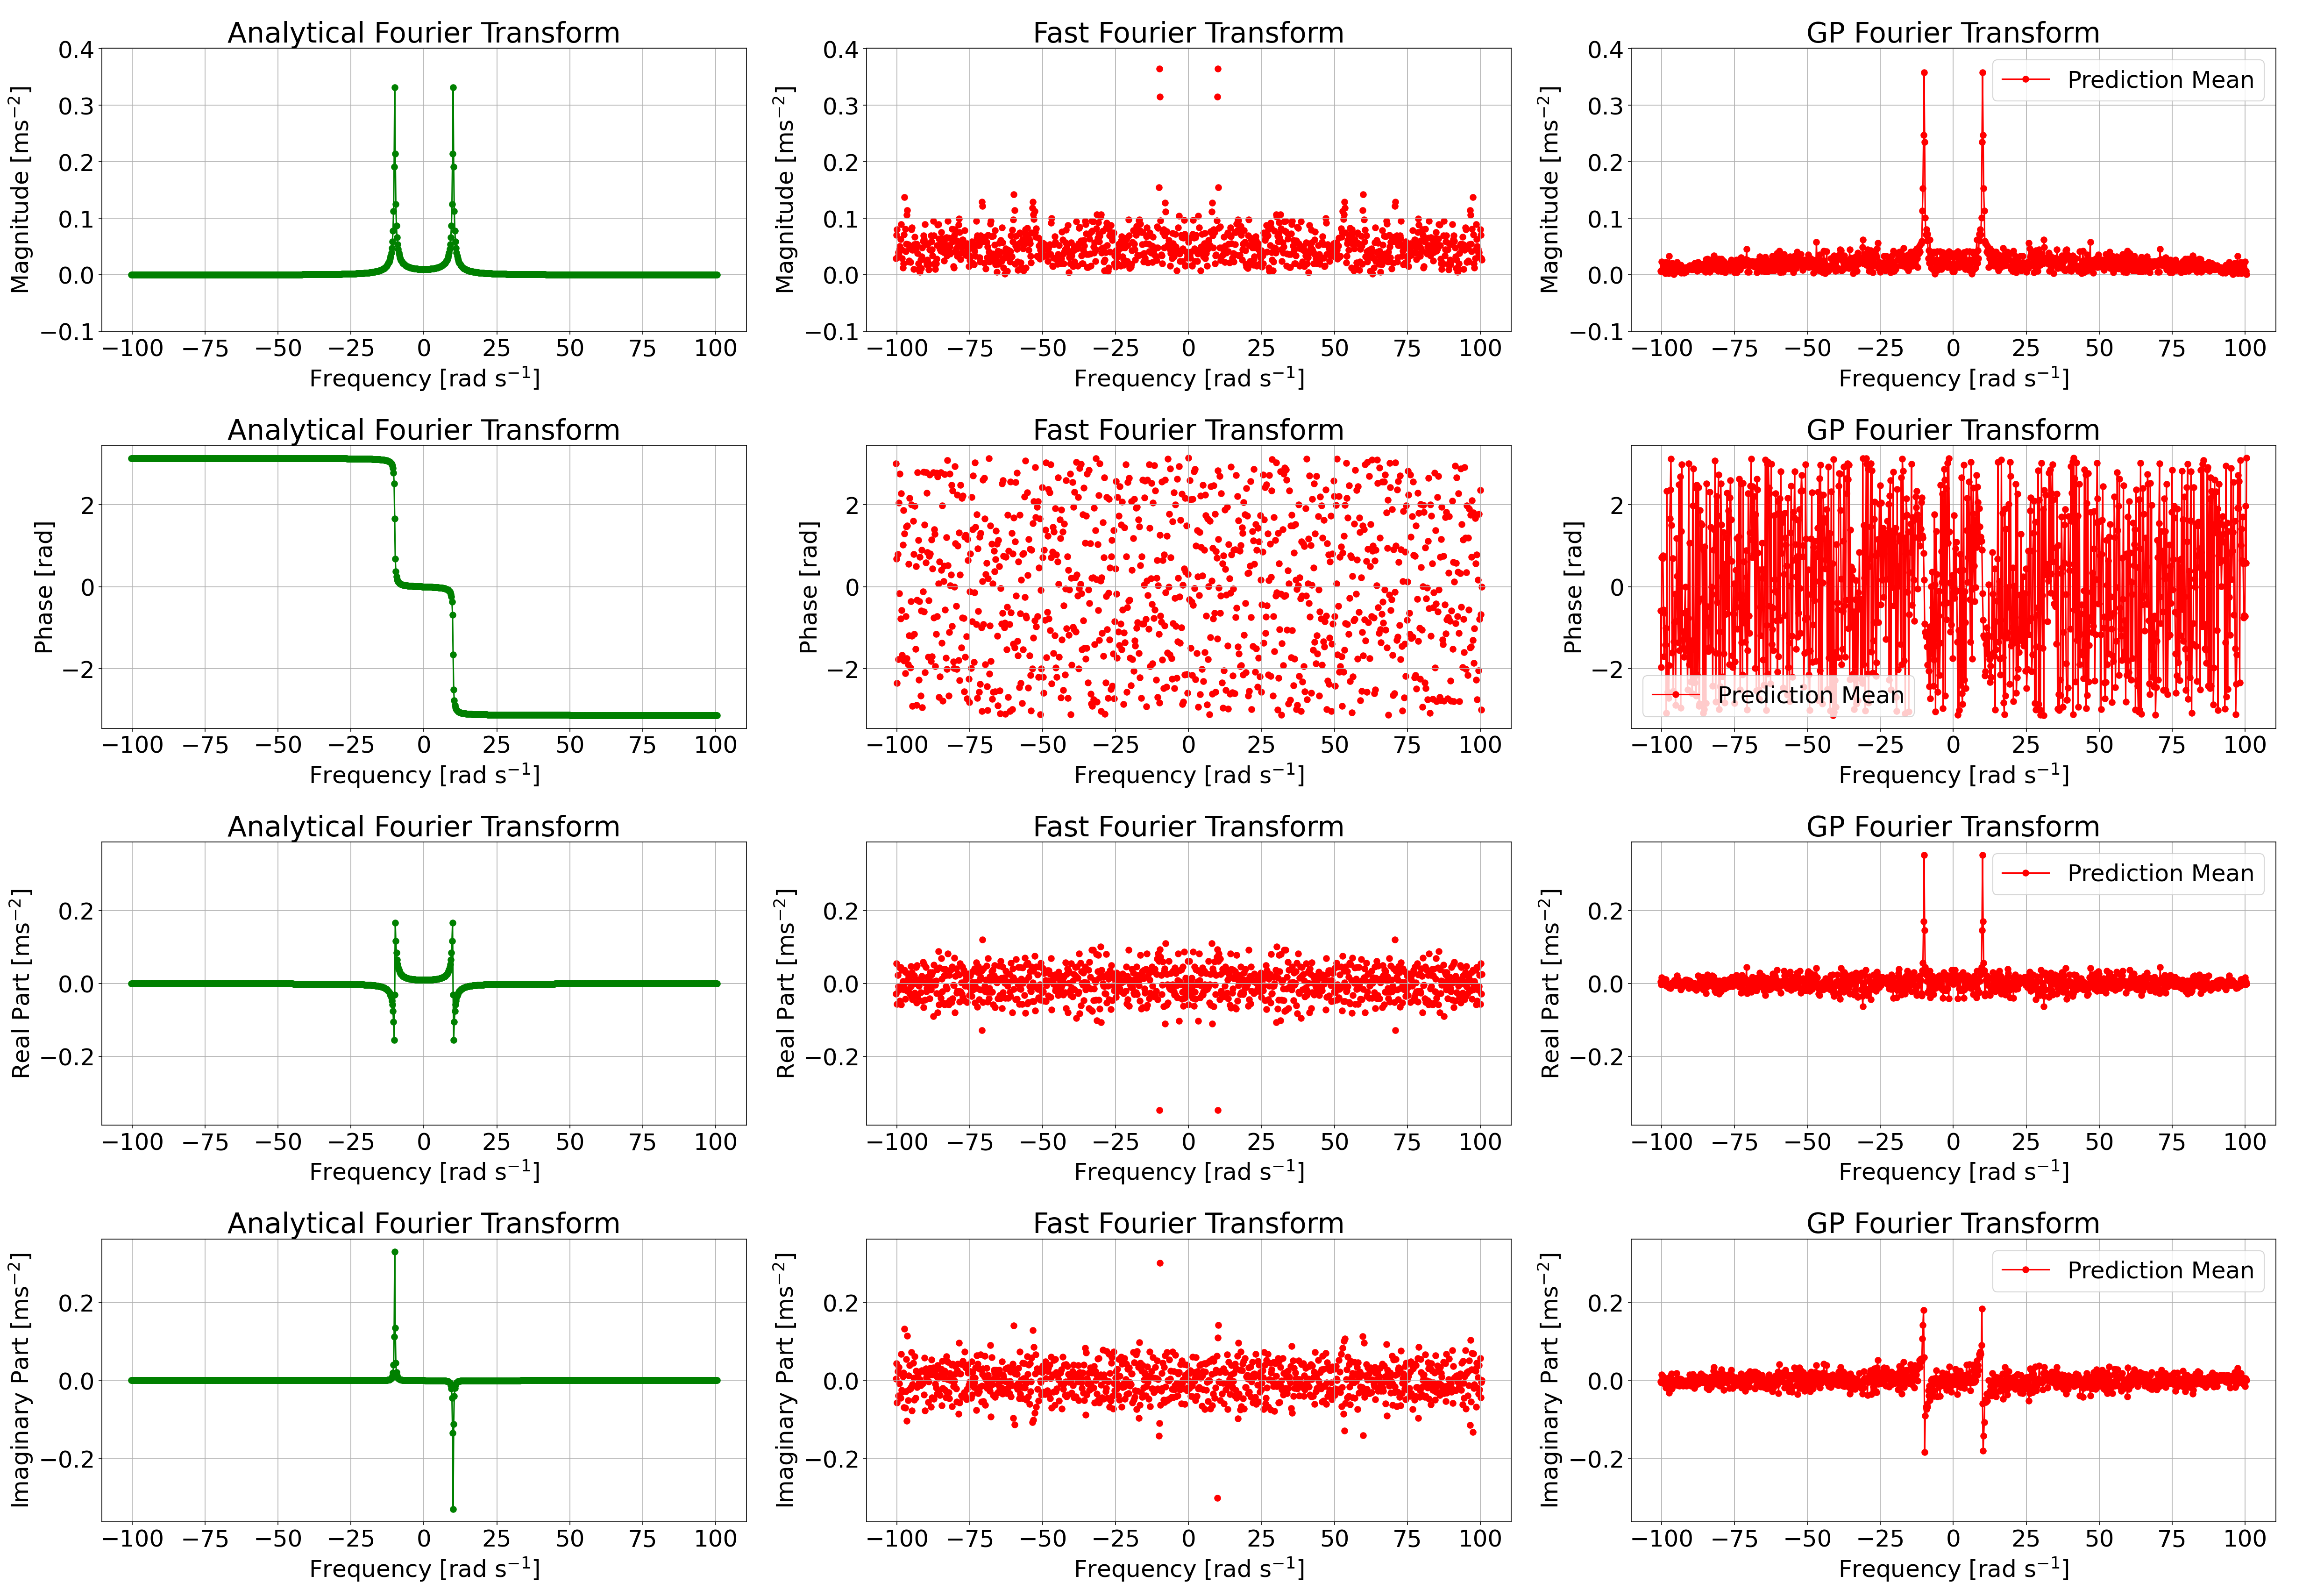 Analytical Fourier Transform
Magnitude [ms⁻²]
0.4
0.3
0.2
0.1
0.0
−0.1
−100 −75 −50 −25 0 25 50 75 100
Frequency [rad s⁻¹]
Fast Fourier Transform
Magnitude [ms⁻²]
0.4
0.3
0.2
0.1
0.0
−0.1
−100 −75 −50 −25 0 25 50 75 100
Frequency [rad s⁻¹]
GP Fourier Transform
Magnitude [ms⁻²]
0.4
0.3
0.2
0.1
0.0
−0.1
Prediction Mean
−100 −75 −50 −25 0 25 50 75 100
Frequency [rad s⁻¹]
Analytical Fourier Transform
Phase [rad]
2
0
−2
−100 −75 −50 −25 0 25 50 75 100
Frequency [rad s⁻¹]
Fast Fourier Transform
Phase [rad]
2
0
−2
−100 −75 −50 −25 0 25 50 75 100
Frequency [rad s⁻¹]
GP Fourier Transform
Phase [rad]
2
0
−2
Prediction Mean
−100 −75 −50 −25 0 25 50 75 100
Frequency [rad s⁻¹]
Analytical Fourier Transform
Real Part [ms⁻²]
0.2
0.0
−0.2
−100 −75 −50 −25 0 25 50 75 100
Frequency [rad s⁻¹]
Fast Fourier Transform
Real Part [ms⁻²]
0.2
0.0
−0.2
−100 −75 −50 −25 0 25 50 75 100
Frequency [rad s⁻¹]
GP Fourier Transform
Real Part [ms⁻²]
0.2
0.0
−0.2
Prediction Mean
−100 −75 −50 −25 0 25 50 75 100
Frequency [rad s⁻¹]
Analytical Fourier Transform
Imaginary Part [ms⁻²]
0.2
0.0
−0.2
−100 −75 −50 −25 0 25 50 75 100
Frequency [rad s⁻¹]
Fast Fourier Transform
Imaginary Part [ms⁻²]
0.2
0.0
−0.2
−100 −75 −50 −25 0 25 50 75 100
Frequency [rad s⁻¹]
GP Fourier Transform
Imaginary Part [ms⁻²]
0.2
0.0
−0.2
Prediction Mean
−100 −75 −50 −25 0 25 50 75 100
Frequency [rad s⁻¹]